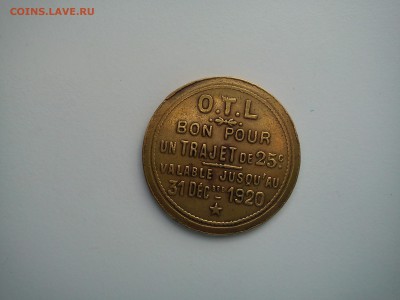 COINS.LAVE.RU
O.T.L
BON POUR
UN TRAJET DE 25c
VALABLE JUSQU'AU
31 DÉCBRE 1920